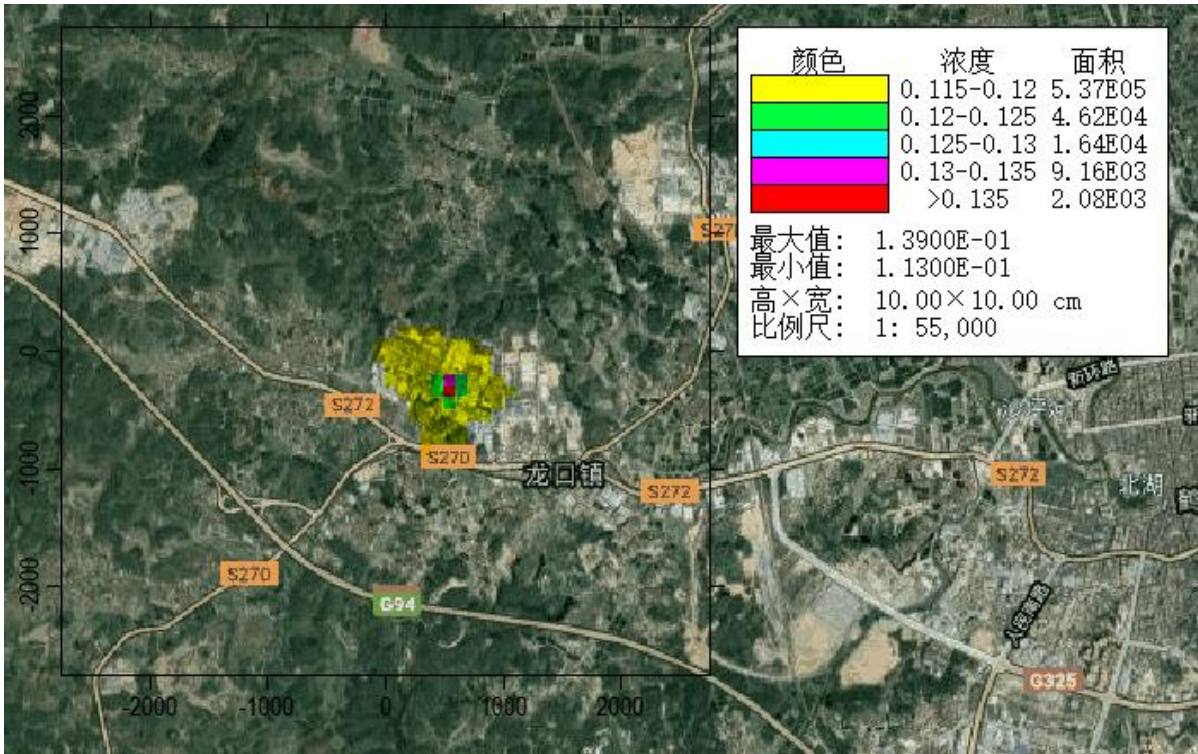 颜色 浓度 面积
0.115-0.12 5.37E05
0.12-0.125 4.62E04
0.125-0.13 1.64E04
0.13-0.135 9.16E03
>0.135 2.08E03
最大值: 1.3900E-01
最小值: 1.1300E-01
高×宽: 10.00×10.00 cm
比例尺: 1: 55,000
2000
1000
0
-1000
-2000
S272
S270
龙口镇
S272
S272
北湖
S270
G94
G325
-2000
-1000
0
1000
2000